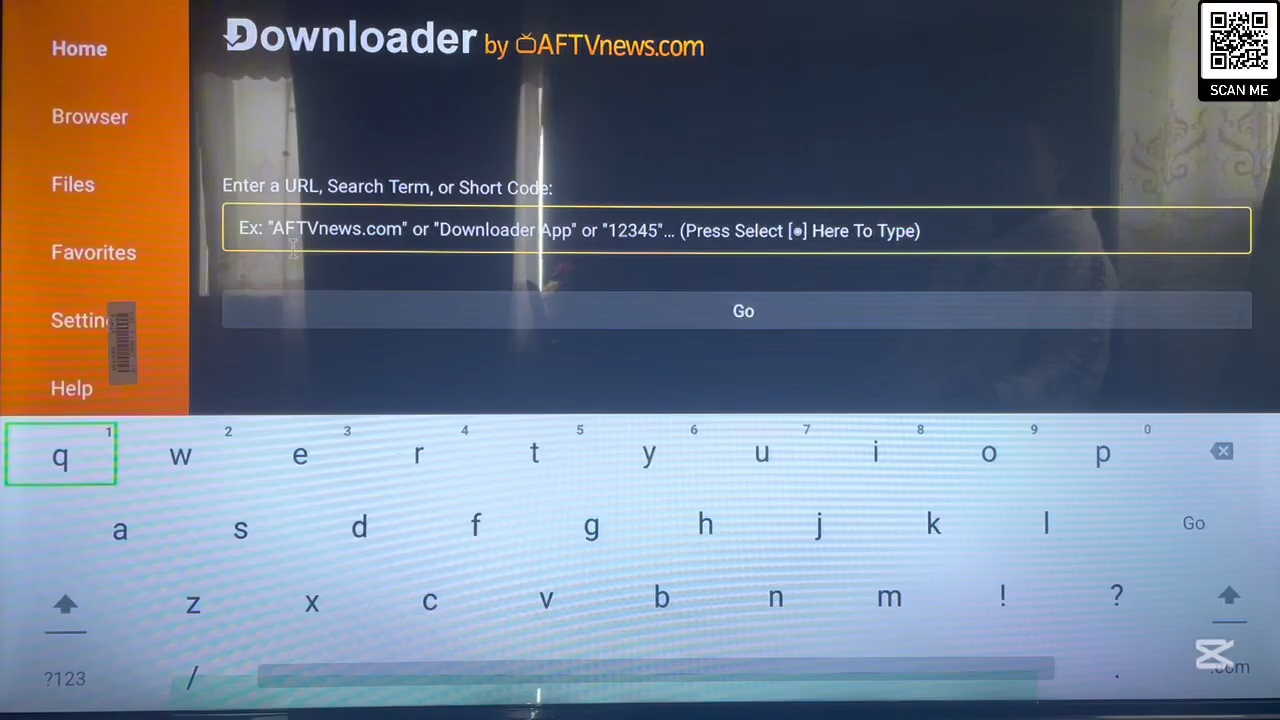 Home
Browser
Files
Favorites
Settin
Help
Downloader by AFTVnews.com
SCAN ME
Enter a URL, Search Term, or Short Code:
Ex: "AFTVnews.com" or "Downloader App" or "12345"... (Press Select [◉] Here To Type)
Go
q 1 w 2 e 3 r 4 t 5 y 6 u 7 i 8 o 9 p 0
a s d f g h j k l Go
z x c v b n m ! ?
?123 / . .com